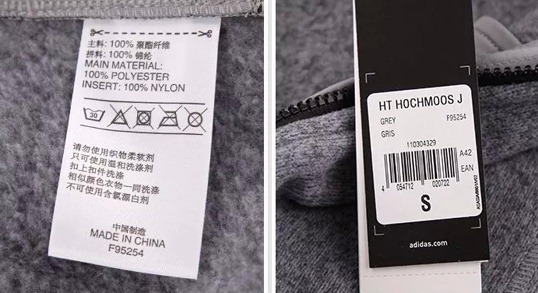 主料: 100% 聚酯纤维
拼料: 100% 锦纶
MAIN MATERIAL:
100% POLYESTER
INSERT: 100% NYLON
30
请勿使用织物柔软剂
只可使用温和洗涤剂
扣上扣件洗涤
相似颜色衣物一同洗涤
不可使用含氯漂白剂
中国制造
MADE IN CHINA
F95254
HT HOCHMOOS J
GREY F95254
GRIS
110304329
A42
EAN
4 054712 020722
S
adidas.com